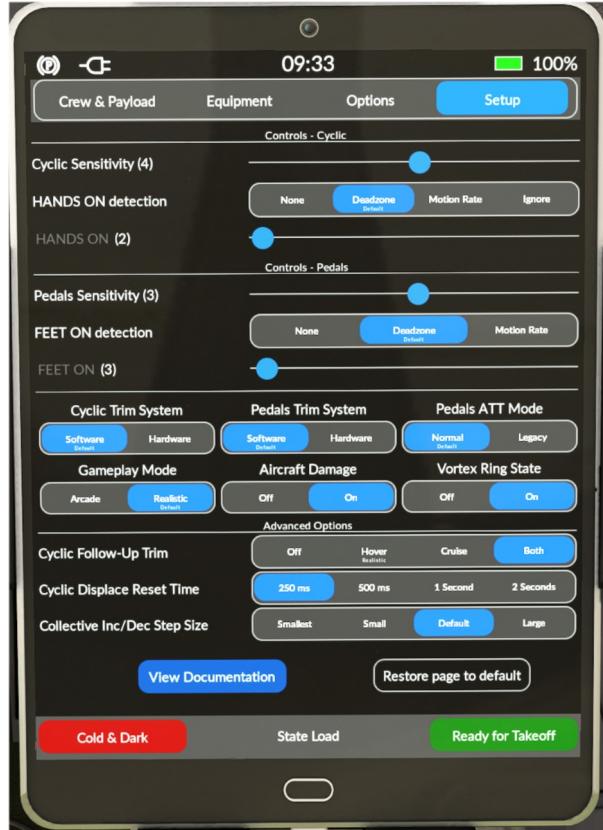 (P) 09:33 100%
Crew & Payload Equipment Options Setup
Controls - Cyclic
Cyclic Sensitivity (4)
HANDS ON detection None Deadzone Motion Rate Ignore
Default
HANDS ON (2)
Controls - Pedals
Pedals Sensitivity (3)
FEET ON detection None Deadzone Motion Rate
Default
FEET ON (3)
Cyclic Trim System Pedals Trim System Pedals ATT Mode
Software Hardware Software Hardware Normal Legacy
Default Default Default
Gameplay Mode Aircraft Damage Vortex Ring State
Arcade Realistic Off On Off On
Default
Advanced Options
Cyclic Follow-Up Trim Off Hover Cruise Both
Realistic
Cyclic Displace Reset Time 250 ms 500 ms 1 Second 2 Seconds
Collective Inc/Dec Step Size Smallest Small Default Large
View Documentation Restore page to default
Cold & Dark State Load Ready for Takeoff